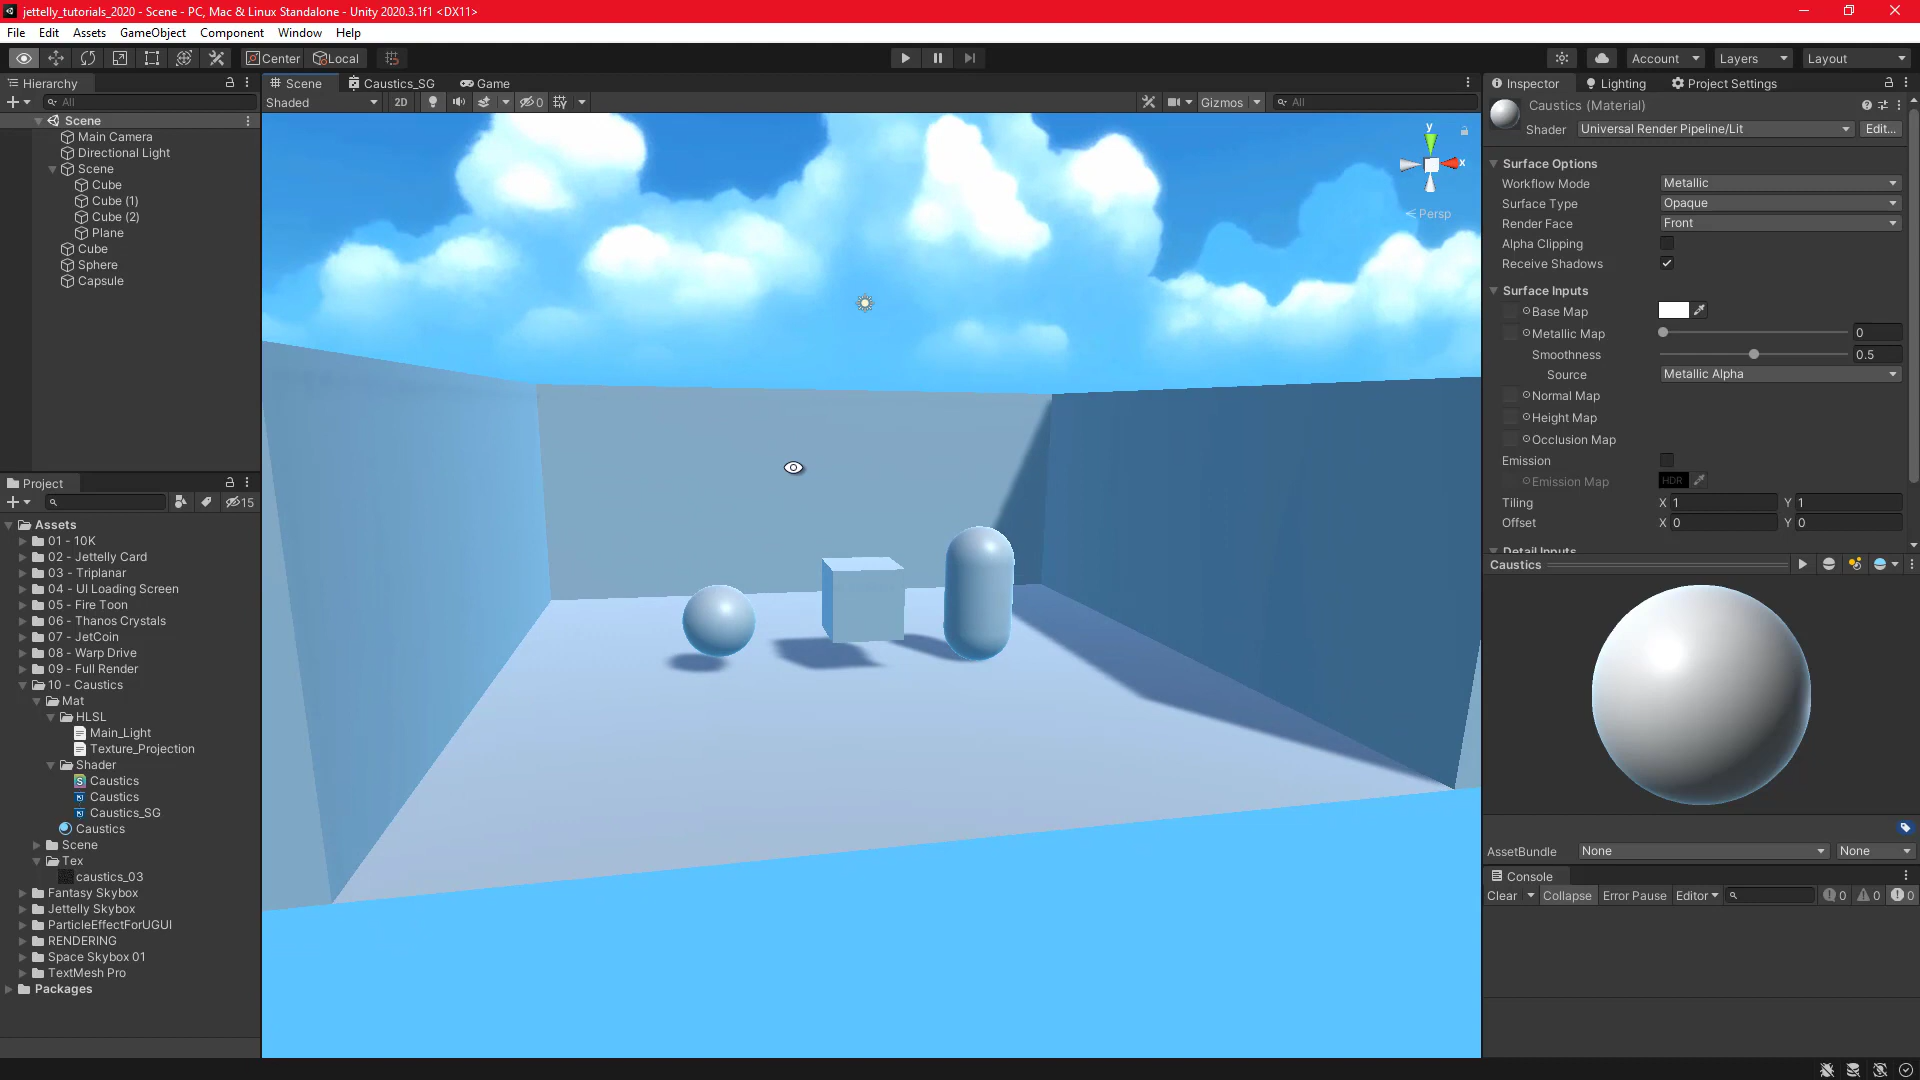 jettelly_tutorials_2020 - Scene - PC, Mac & Linux Standalone - Unity 2020.3.1f1 <DX11>
File Edit Assets GameObject Component Window Help
Center Local Account Layers Layout
Hierarchy
All
Scene
Main Camera
Directional Light
Scene
Cube
Cube (1)
Cube (2)
Plane
Cube
Sphere
Capsule
Project
15
Assets
01 - 10K
02 - Jettelly Card
03 - Triplanar
04 - UI Loading Screen
05 - Fire Toon
06 - Thanos Crystals
07 - JetCoin
08 - Warp Drive
09 - Full Render
10 - Caustics
Mat
HLSL
Main_Light
Texture_Projection
Shader
Caustics
Caustics
Caustics_SG
Caustics
Scene
Tex
caustics_03
Fantasy Skybox
Jettelly Skybox
ParticleEffectForUGUI
RENDERING
Space Skybox 01
TextMesh Pro
Packages
Scene Caustics_SG Game
Shaded 2D 0 Gizmos All
y
x
Persp
Inspector Lighting Project Settings
Caustics (Material)
Shader Universal Render Pipeline/Lit Edit...
Surface Options
Workflow Mode Metallic
Surface Type Opaque
Render Face Front
Alpha Clipping
Receive Shadows
Surface Inputs
Base Map
Metallic Map 0
Smoothness 0.5
Source Metallic Alpha
Normal Map
Height Map
Occlusion Map
Emission
Emission Map HDR
Tiling X 1 Y 1
Offset X 0 Y 0
Detail Inputs
Caustics
AssetBundle None None
Console
Clear Collapse Error Pause Editor 0 0 0